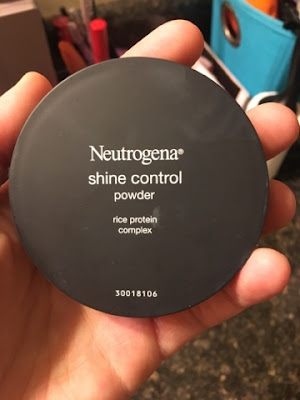 Neutrogena®
shine control
powder
rice protein
complex
30018106